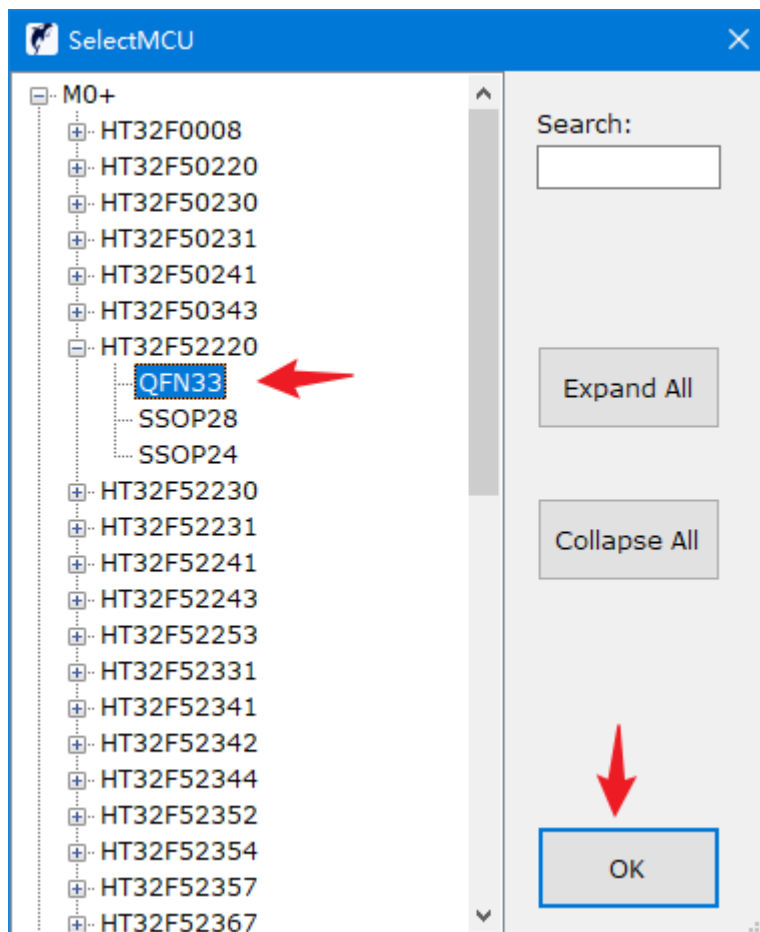 SelectMCU
M0+
HT32F0008
HT32F50220
HT32F50230
HT32F50231
HT32F50241
HT32F50343
HT32F52220
QFN33
SSOP28
SSOP24
HT32F52230
HT32F52231
HT32F52241
HT32F52243
HT32F52253
HT32F52331
HT32F52341
HT32F52342
HT32F52344
HT32F52352
HT32F52354
HT32F52357
HT32F52367
Search:
Expand All
Collapse All
OK